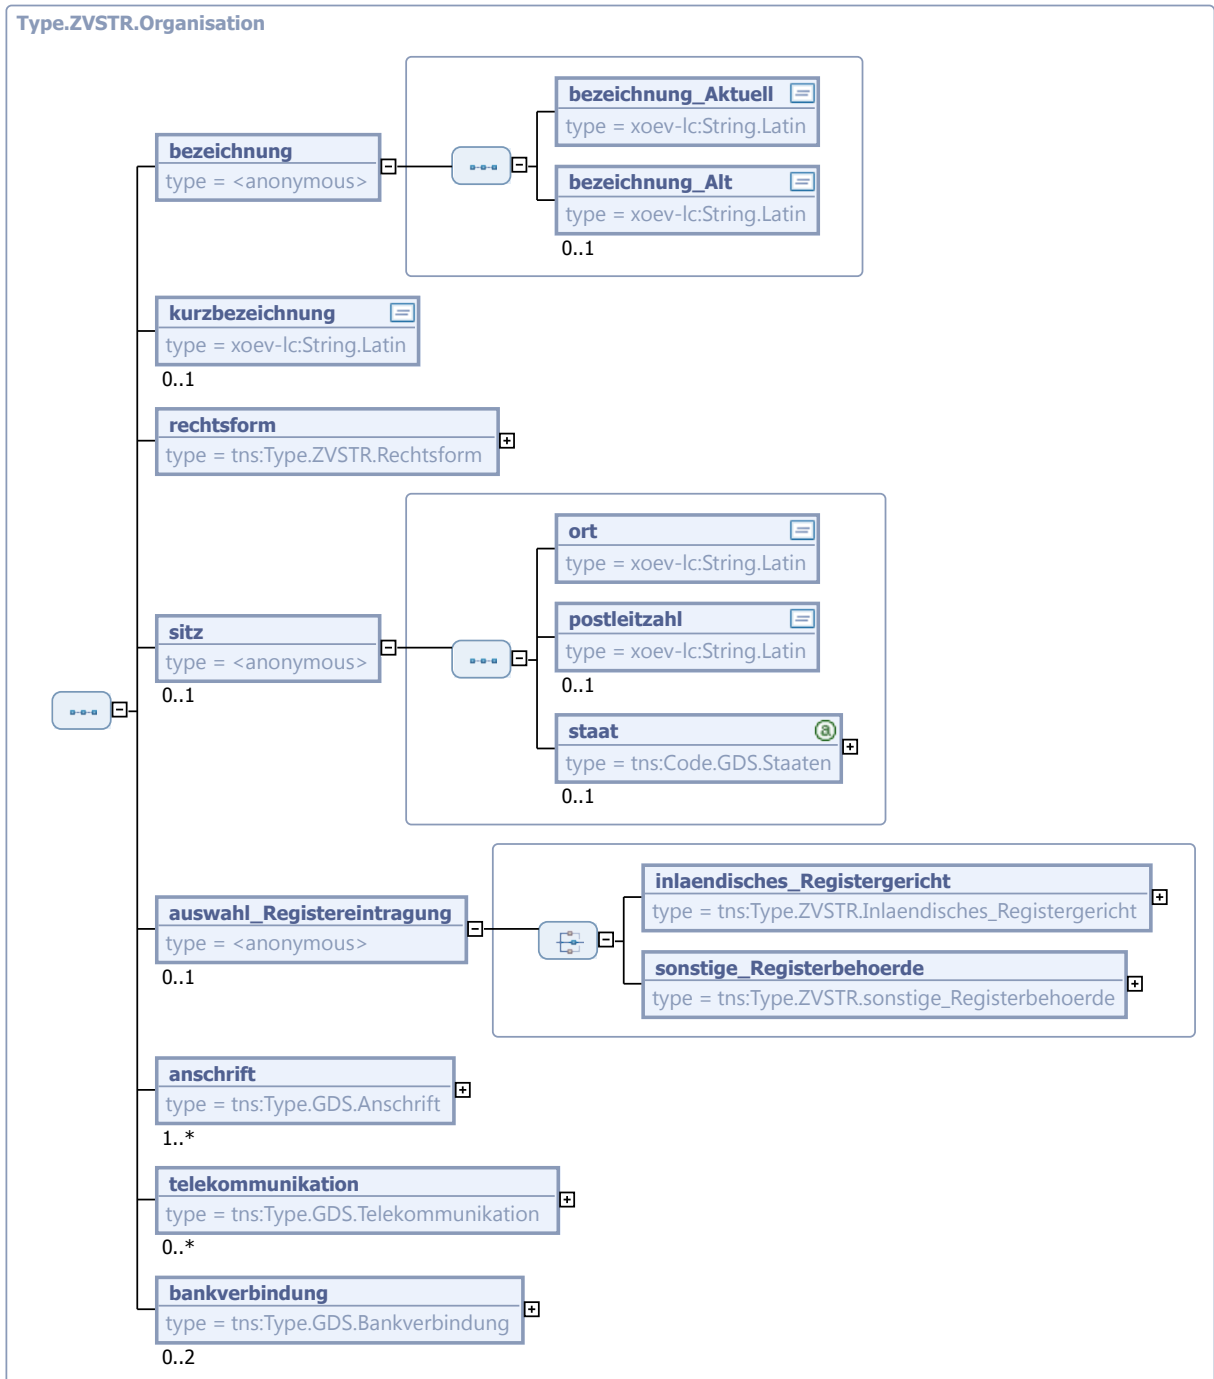 Type.ZVSTR.Organisation
bezeichnung
type = <anonymous>
bezeichnung_Aktuell
type = xoev-lc:String.Latin
bezeichnung_Alt
type = xoev-lc:String.Latin
0..1
kurzbezeichnung
type = xoev-lc:String.Latin
0..1
rechtsform
type = tns:Type.ZVSTR.Rechtsform
sitz
type = <anonymous>
0..1
ort
type = xoev-lc:String.Latin
postleitzahl
type = xoev-lc:String.Latin
0..1
staat
a
type = tns:Code.GDS.Staaten
0..1
auswahl_Registereintragung
type = <anonymous>
0..1
inlaendisches_Registergericht
type = tns:Type.ZVSTR.Inlaendisches_Registergericht
sonstige_Registerbehoerde
type = tns:Type.ZVSTR.sonstige_Registerbehoerde
anschrift
type = tns:Type.GDS.Anschrift
1..*
telekommunikation
type = tns:Type.GDS.Telekommunikation
0..*
bankverbindung
type = tns:Type.GDS.Bankverbindung
0..2